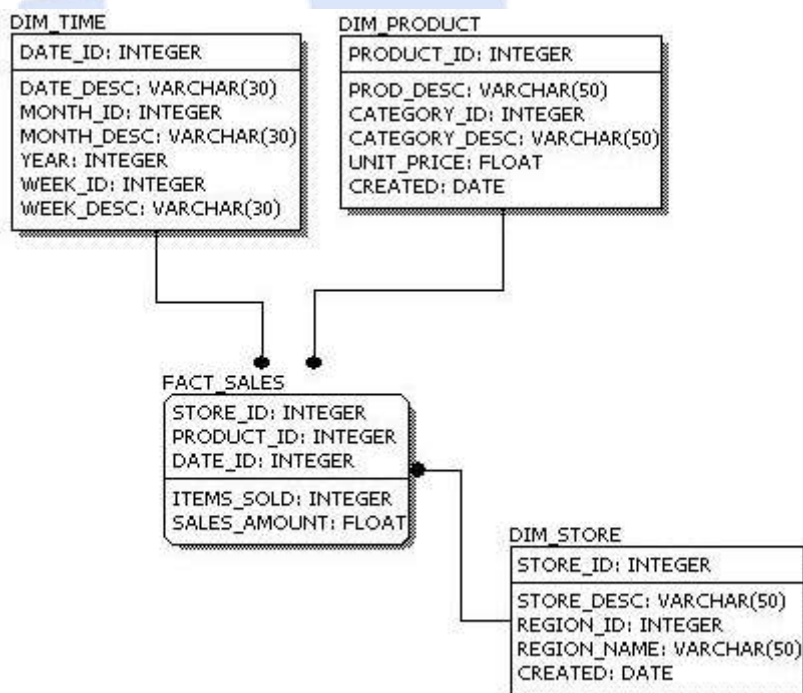 DIM_TIME
DATE_ID: INTEGER
DATE_DESC: VARCHAR(30)
MONTH_ID: INTEGER
MONTH_DESC: VARCHAR(30)
YEAR: INTEGER
WEEK_ID: INTEGER
WEEK_DESC: VARCHAR(30)
DIM_PRODUCT
PRODUCT_ID: INTEGER
PROD_DESC: VARCHAR(50)
CATEGORY_ID: INTEGER
CATEGORY_DESC: VARCHAR(50)
UNIT_PRICE: FLOAT
CREATED: DATE
FACT_SALES
STORE_ID: INTEGER
PRODUCT_ID: INTEGER
DATE_ID: INTEGER
ITEMS_SOLD: INTEGER
SALES_AMOUNT: FLOAT
DIM_STORE
STORE_ID: INTEGER
STORE_DESC: VARCHAR(50)
REGION_ID: INTEGER
REGION_NAME: VARCHAR(50)
CREATED: DATE